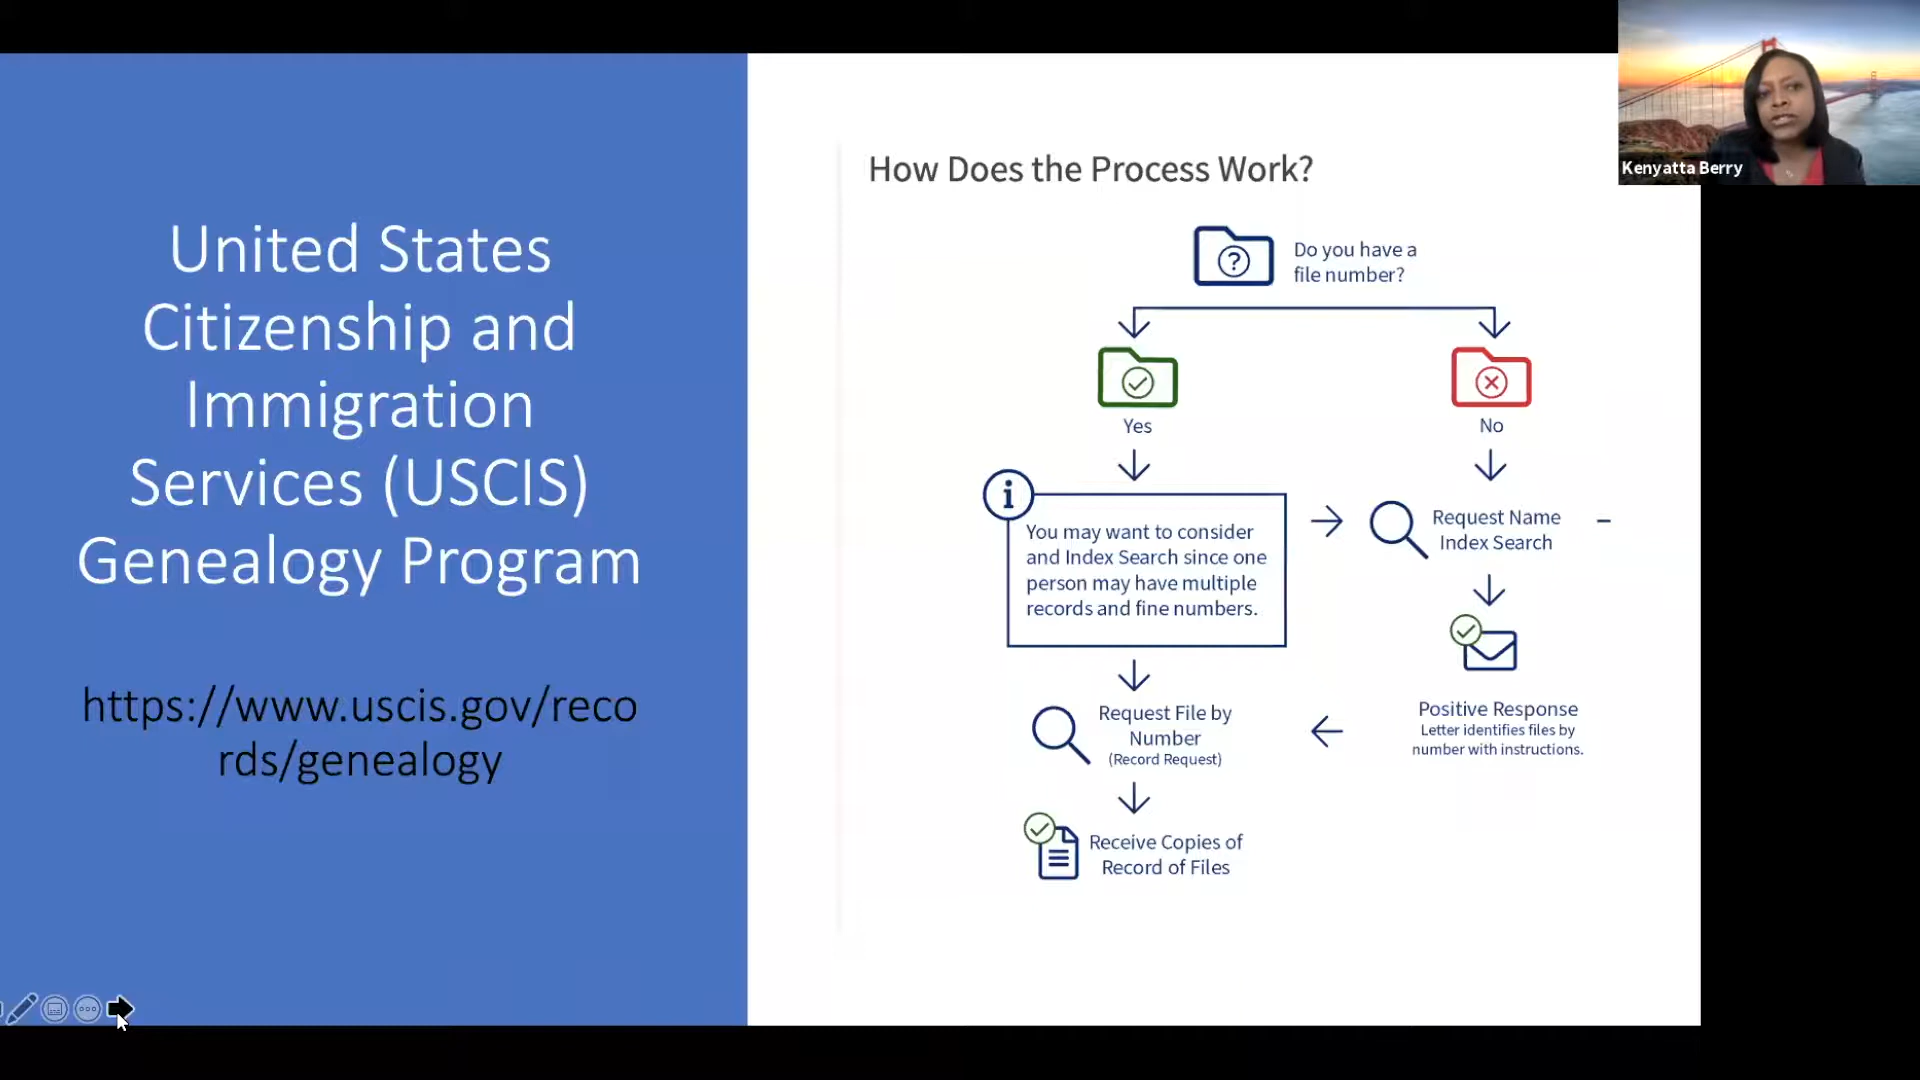 United States
Citizenship and
Immigration
Services (USCIS)
Genealogy Program
https://www.uscis.gov/reco
rds/genealogy
How Does the Process Work?
Do you have a
file number?
Yes
No
You may want to consider
and Index Search since one
person may have multiple
records and fine numbers.
Request Name
Index Search
Positive Response
Letter identifies files by
number with instructions.
Request File by
Number
(Record Request)
Receive Copies of
Record of Files
Kenyatta Berry